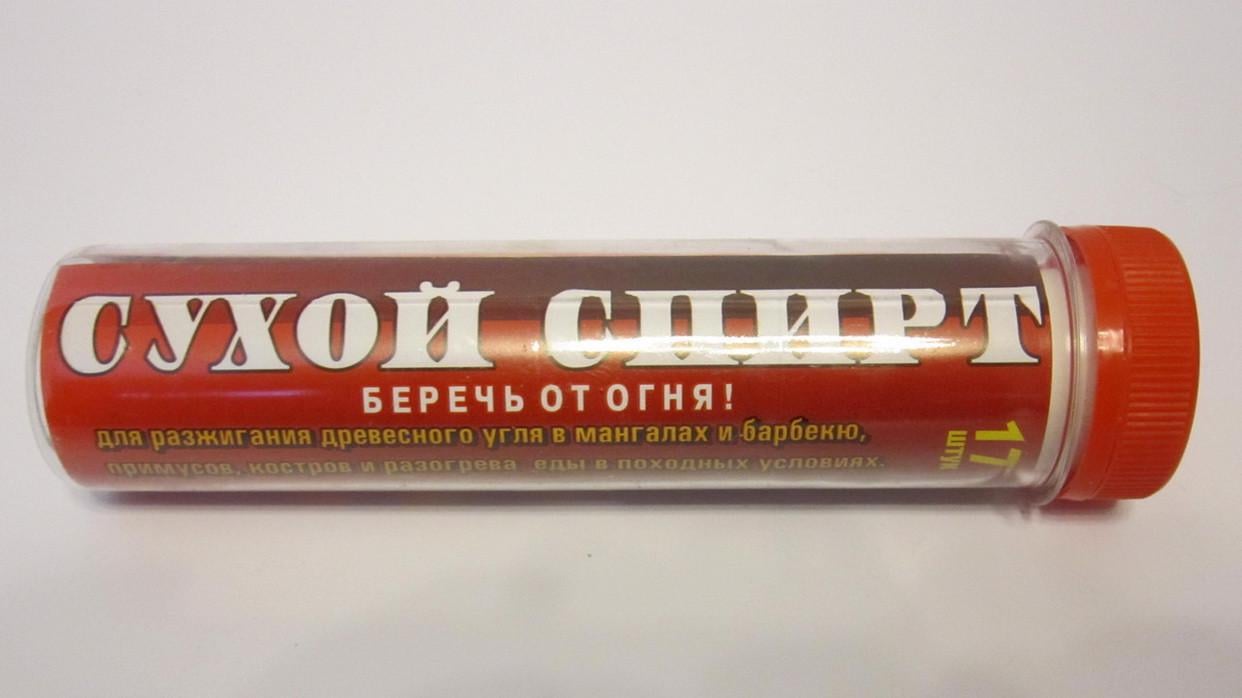 СУХОЙ СПИРТ
БЕРЕЧЬ ОТ ОГНЯ!
для разжигания древесного угля в мангалах и барбекю,
примусов, костров и разогрева еды в походных условиях.
17
штук